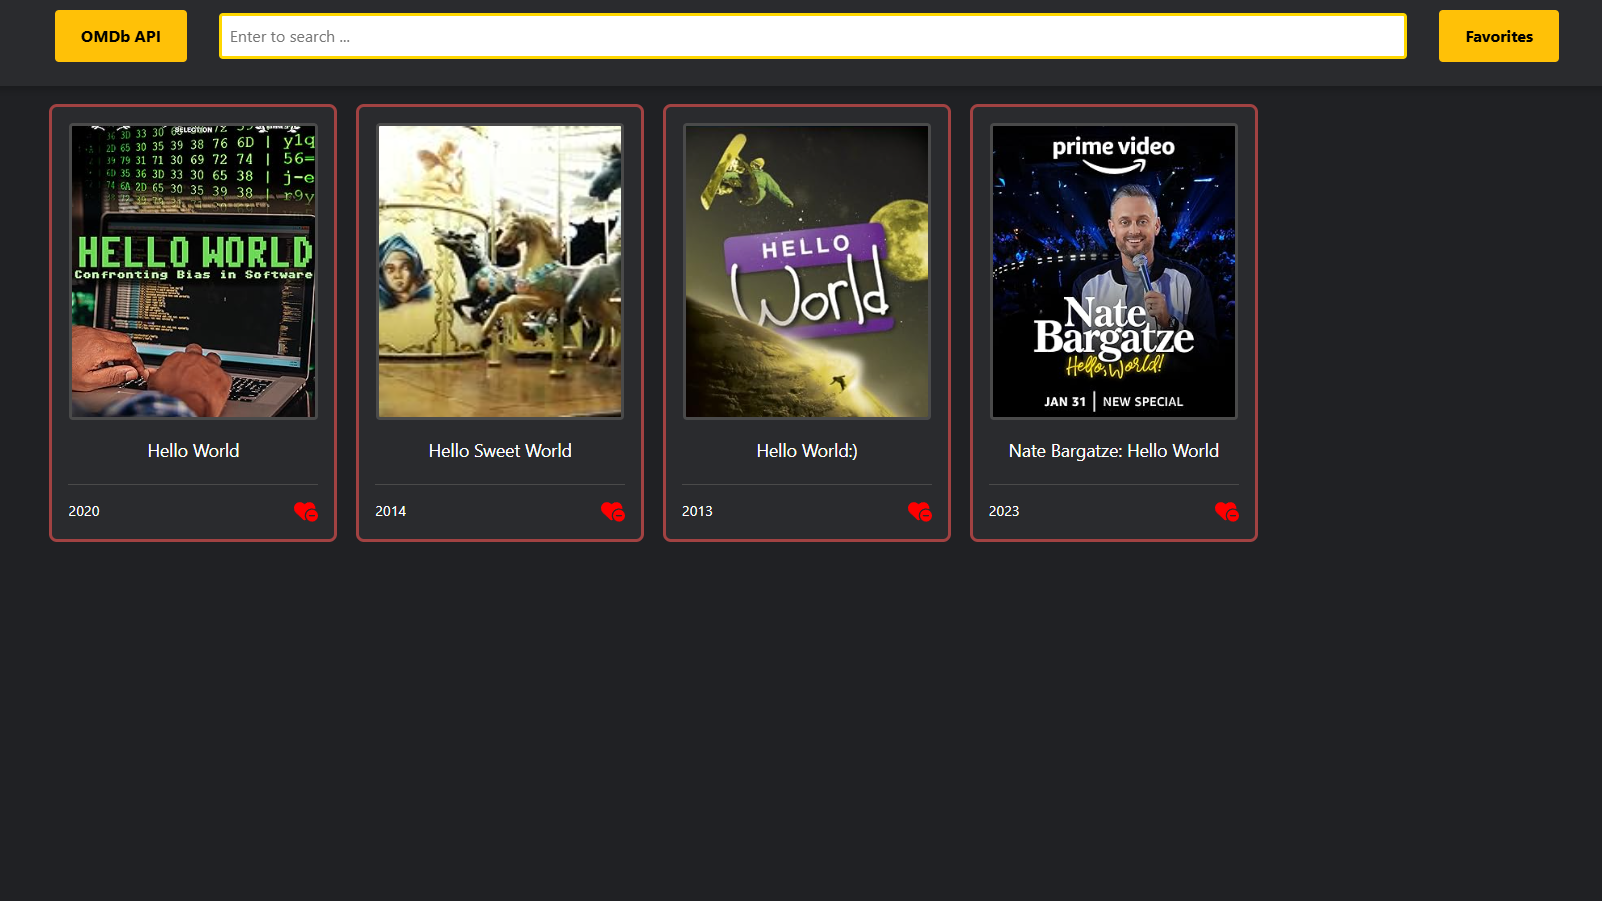 OMDb API
Enter to search ...
Favorites
SELECTION
HELLO WORLD
Confronting Bias in Software
HELLO
World
prime video
Nate
Bargatze
Hello, World!
JAN 31 | NEW SPECIAL
Hello World
Hello Sweet World
Hello World:)
Nate Bargatze: Hello World
2020
2014
2013
2023